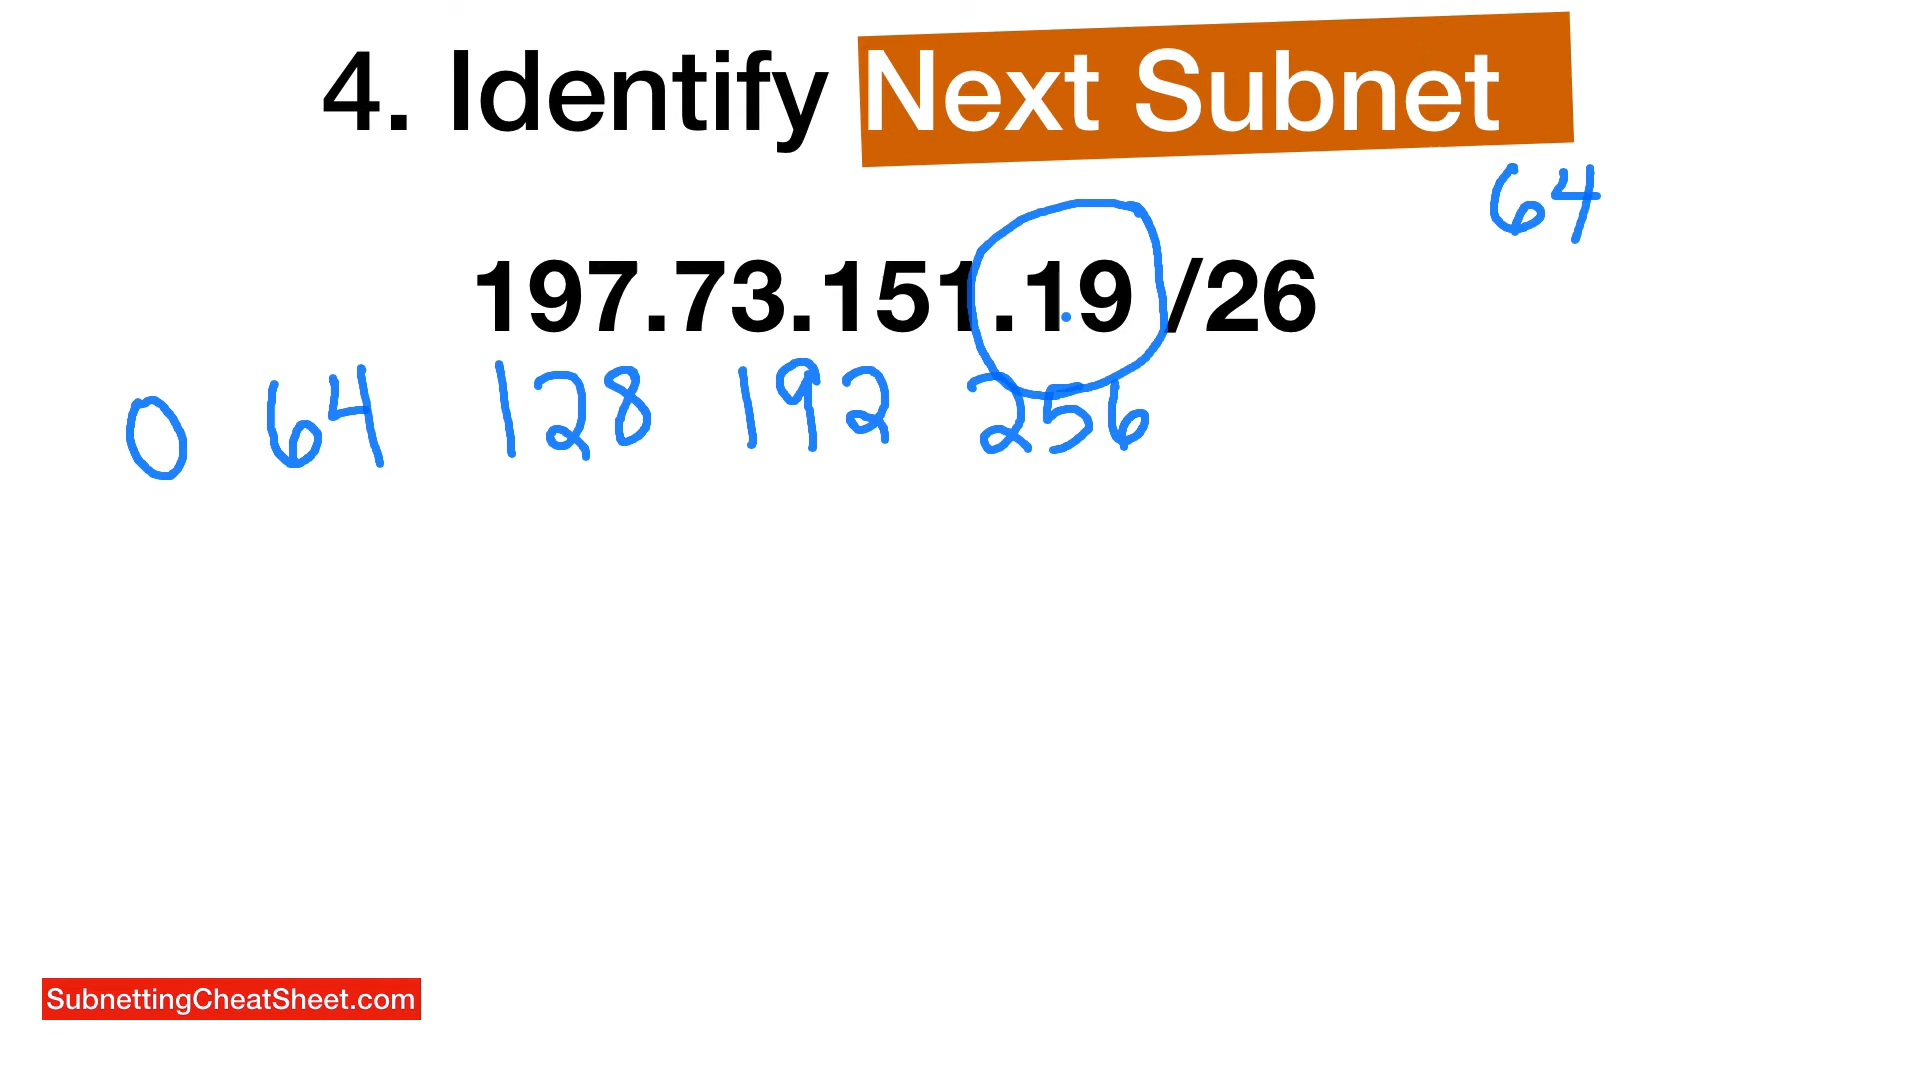 4. Identify Next Subnet
64
197.73.151.19 /26
0 64 128 192 256
SubnettingCheatSheet.com